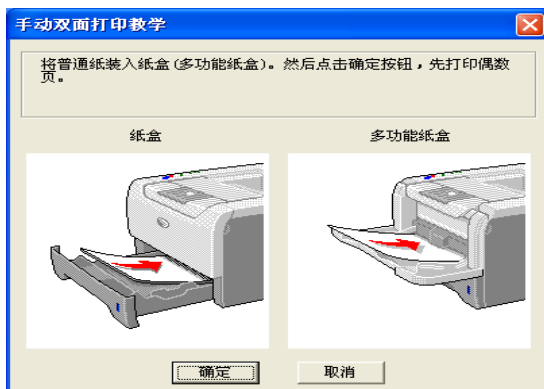 手动双面打印教学
将普通纸装入纸盒(多功能纸盒)。然后点击确定按钮，先打印偶数
页。
纸盒
多功能纸盒
确定
取消